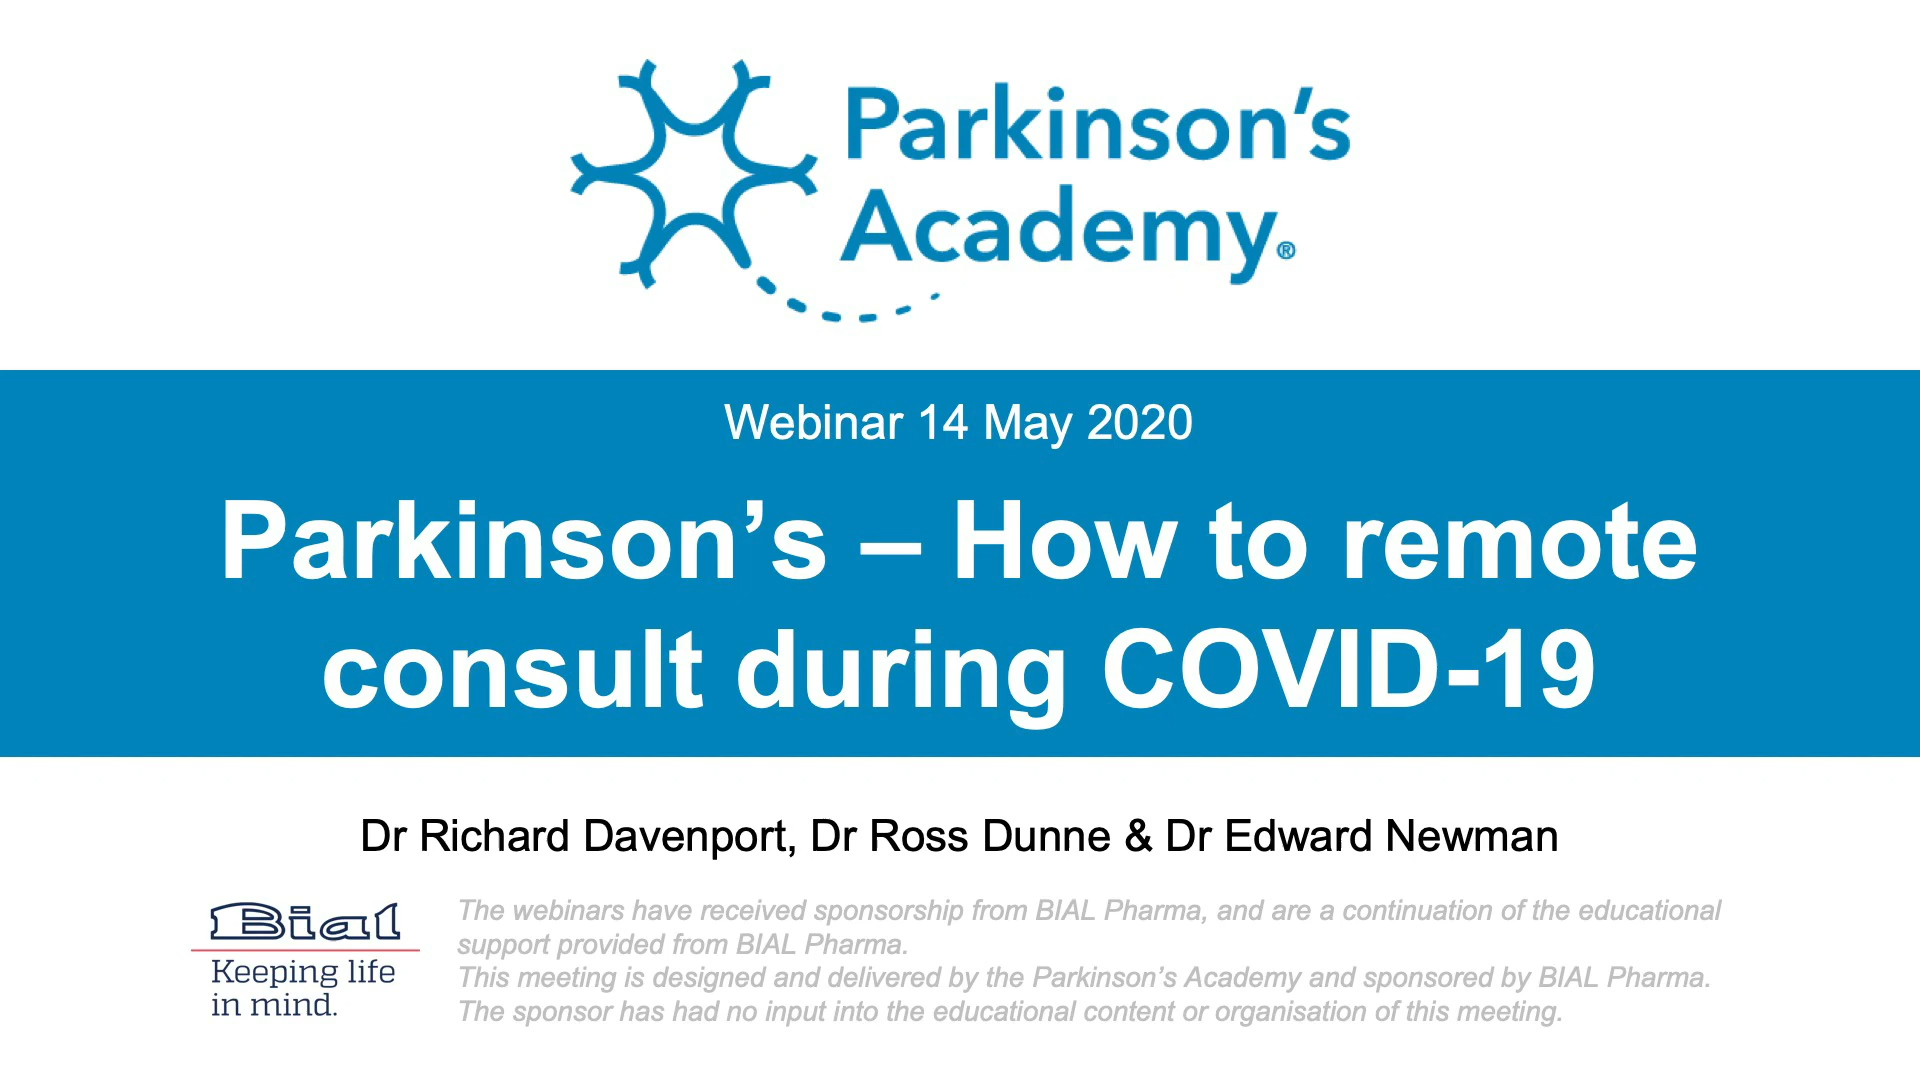 Parkinson’s
Academy®
Webinar 14 May 2020
Parkinson’s – How to remote
consult during COVID-19
Dr Richard Davenport, Dr Ross Dunne & Dr Edward Newman
Bial
Keeping life
in mind.
The webinars have received sponsorship from BIAL Pharma, and are a continuation of the educational
support provided from BIAL Pharma.
This meeting is designed and delivered by the Parkinson’s Academy and sponsored by BIAL Pharma.
The sponsor has had no input into the educational content or organisation of this meeting.